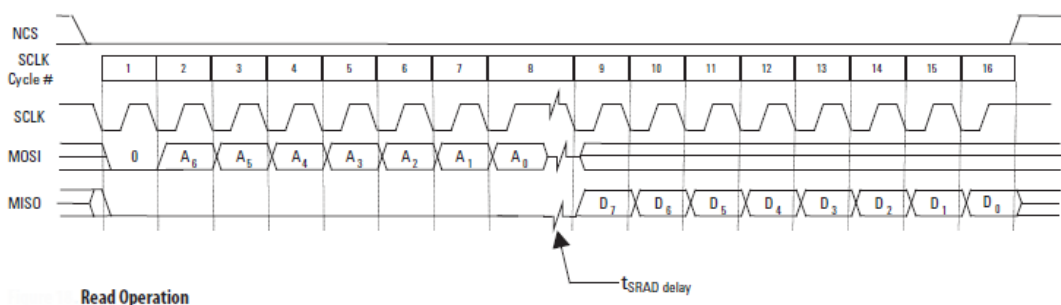 NCS
SCLK
Cycle #
1 2 3 4 5 6 7 8 9 10 11 12 13 14 15 16
SCLK
MOSI 0 A6 A5 A4 A3 A2 A1 A0
MISO D7 D6 D5 D4 D3 D2 D1 D0
tSRAD delay
Read Operation